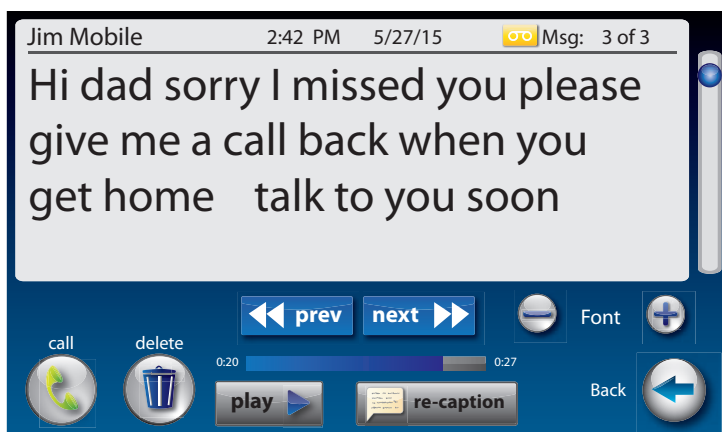 Jim Mobile 2:42 PM 5/27/15 Msg: 3 of 3
Hi dad sorry I missed you please
give me a call back when you
get home talk to you soon
prev next Font
call delete
0:20 0:27
play re-caption Back